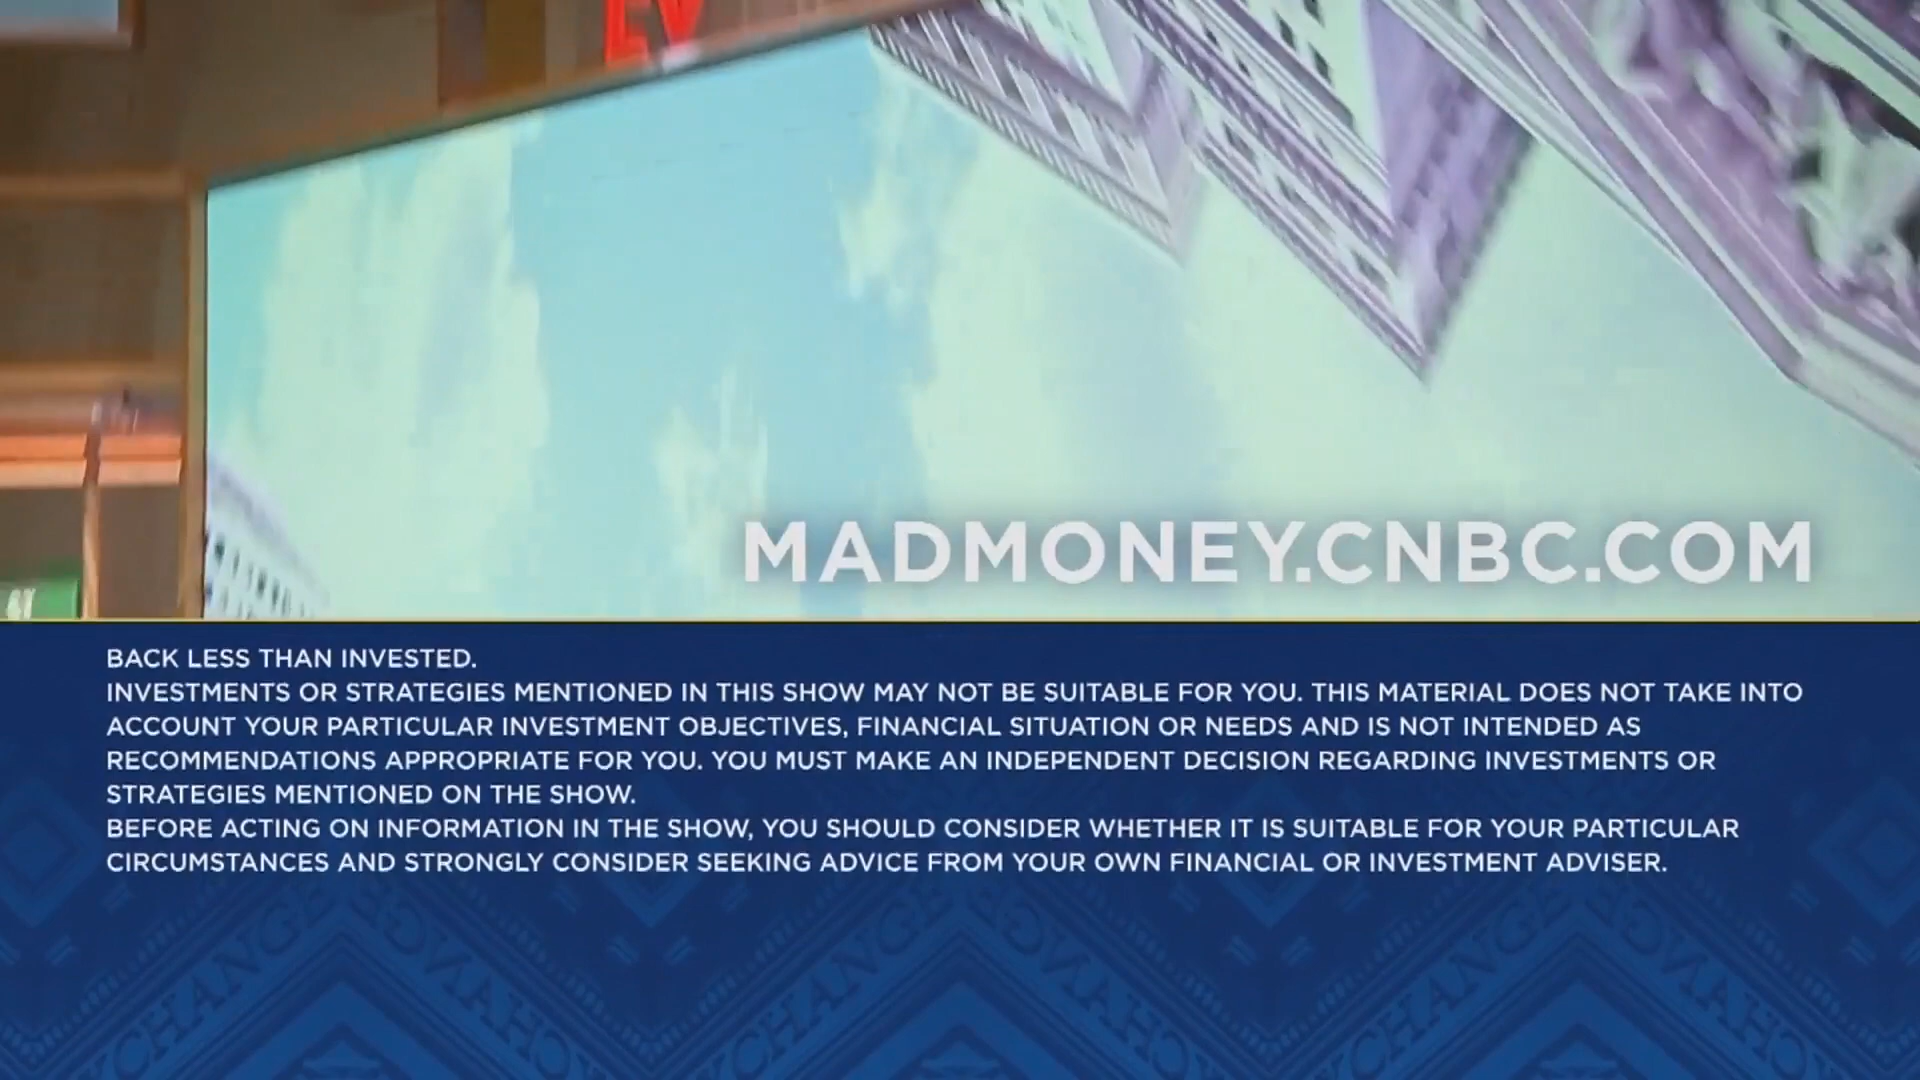 EV
MADMONEY.CNBC.COM
BACK LESS THAN INVESTED.
INVESTMENTS OR STRATEGIES MENTIONED IN THIS SHOW MAY NOT BE SUITABLE FOR YOU. THIS MATERIAL DOES NOT TAKE INTO
ACCOUNT YOUR PARTICULAR INVESTMENT OBJECTIVES, FINANCIAL SITUATION OR NEEDS AND IS NOT INTENDED AS
RECOMMENDATIONS APPROPRIATE FOR YOU. YOU MUST MAKE AN INDEPENDENT DECISION REGARDING INVESTMENTS OR
STRATEGIES MENTIONED ON THE SHOW.
BEFORE ACTING ON INFORMATION IN THE SHOW, YOU SHOULD CONSIDER WHETHER IT IS SUITABLE FOR YOUR PARTICULAR
CIRCUMSTANCES AND STRONGLY CONSIDER SEEKING ADVICE FROM YOUR OWN FINANCIAL OR INVESTMENT ADVISER.